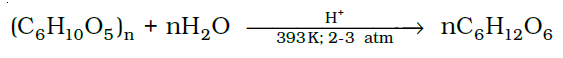 (C₆H₁₀O₅)ₙ + nH₂O —H⁺ / 393K; 2-3 atm→ nC₆H₁₂O₆